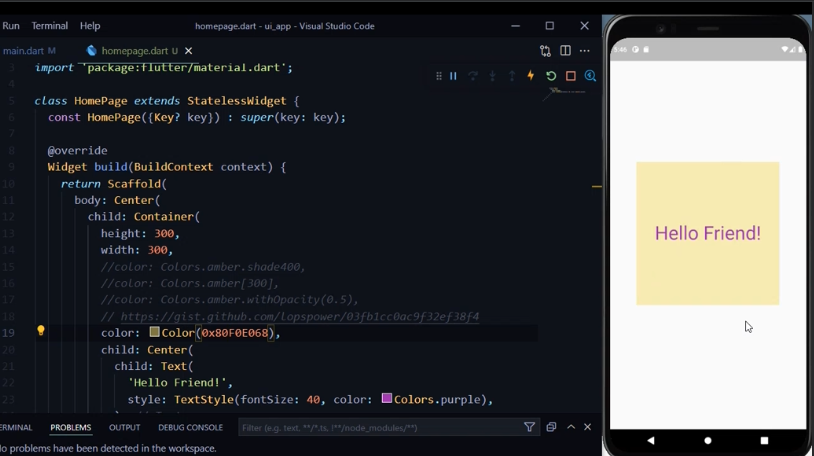 Run Terminal Help homepage.dart - ui_app - Visual Studio Code
main.dart M homepage.dart U
3 import 'package:flutter/material.dart';
4
5 class HomePage extends StatelessWidget {
6 const HomePage({Key? key}) : super(key: key);
7
8 @override
9 Widget build(BuildContext context) {
10 return Scaffold(
11 body: Center(
12 child: Container(
13 height: 300,
14 width: 300,
15 //color: Colors.amber.shade400,
16 //color: Colors.amber[300],
17 //color: Colors.amber.withOpacity(0.5),
18 // https://gist.github.com/lopspower/03fb1cc0ac9f32ef38f4
19 color: Color(0x80F0E068),
20 child: Center(
21 child: Text(
22 'Hello Friend!',
23 style: TextStyle(fontSize: 40, color: Colors.purple),
ERMINAL PROBLEMS OUTPUT DEBUG CONSOLE Filter (e.g. text, **/*.ts, !**/node_modules/**)
o problems have been detected in the workspace.
:46
Hello Friend!